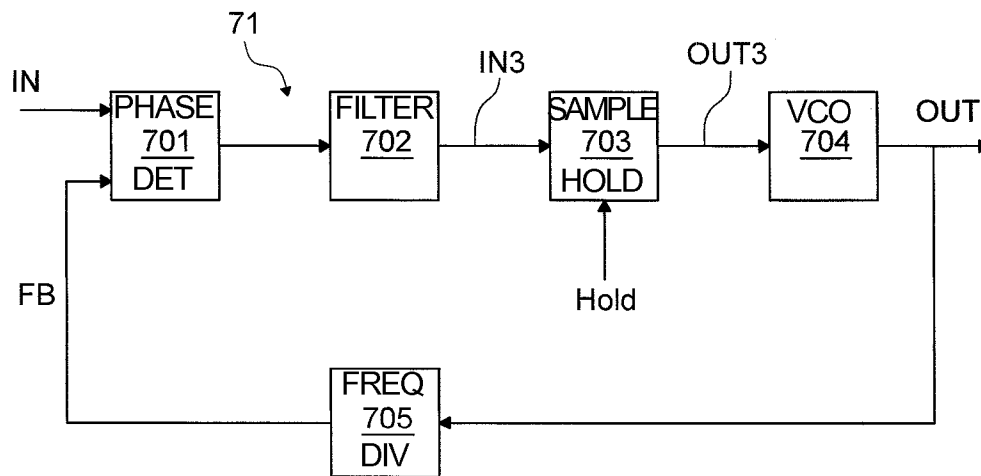 71
IN
PHASE
701
DET
FILTER
702
IN3
SAMPLE
703
HOLD
OUT3
VCO
704
OUT
Hold
FB
FREQ
705
DIV